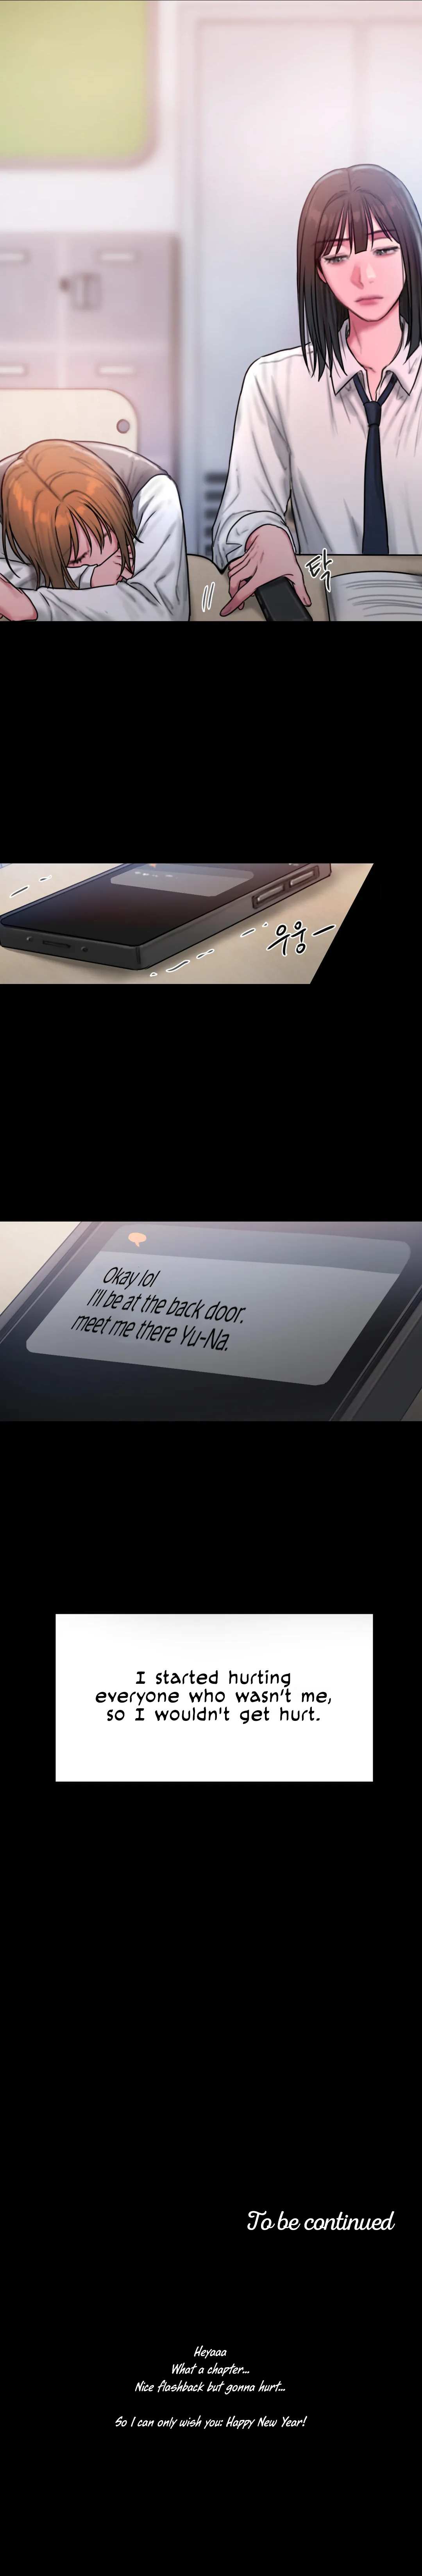 탁
우웅
Okay lol
I'll be at the back door.
meet me there Yu-Na.
I started hurting
everyone who wasn't me,
so I wouldn't get hurt.
To be continued
Heyaaa
What a chapter...
Nice flashback but gonna hurt...
So I can only wish you: Happy New Year!